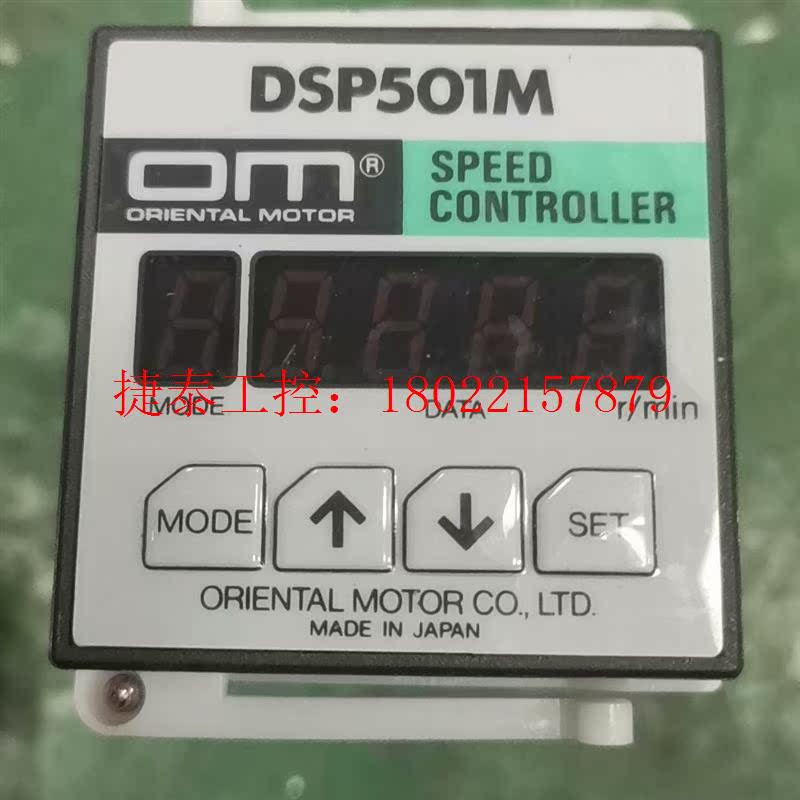 DSP501M
om®
ORIENTAL MOTOR
SPEED
CONTROLLER
捷泰工控：18022157879
MODE DATA r/min
MODE ↑ ↓ SET
ORIENTAL MOTOR CO., LTD.
MADE IN JAPAN